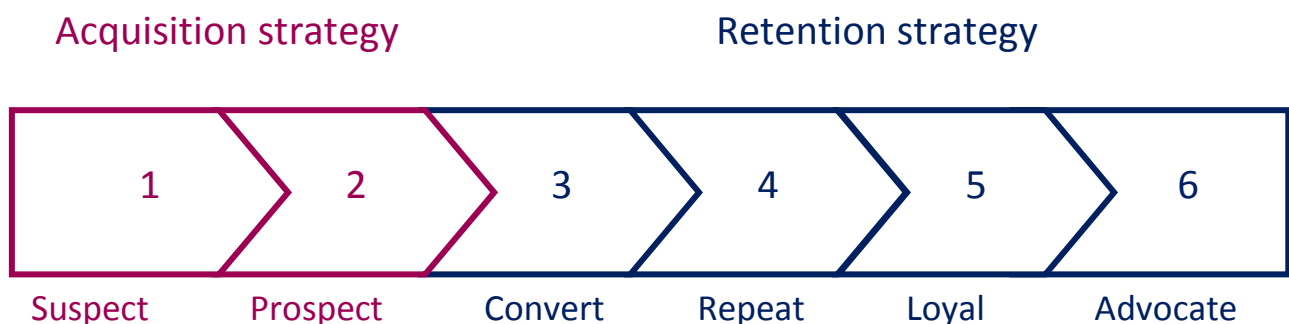 Acquisition strategy Retention strategy
1 2 3 4 5 6
Suspect Prospect Convert Repeat Loyal Advocate